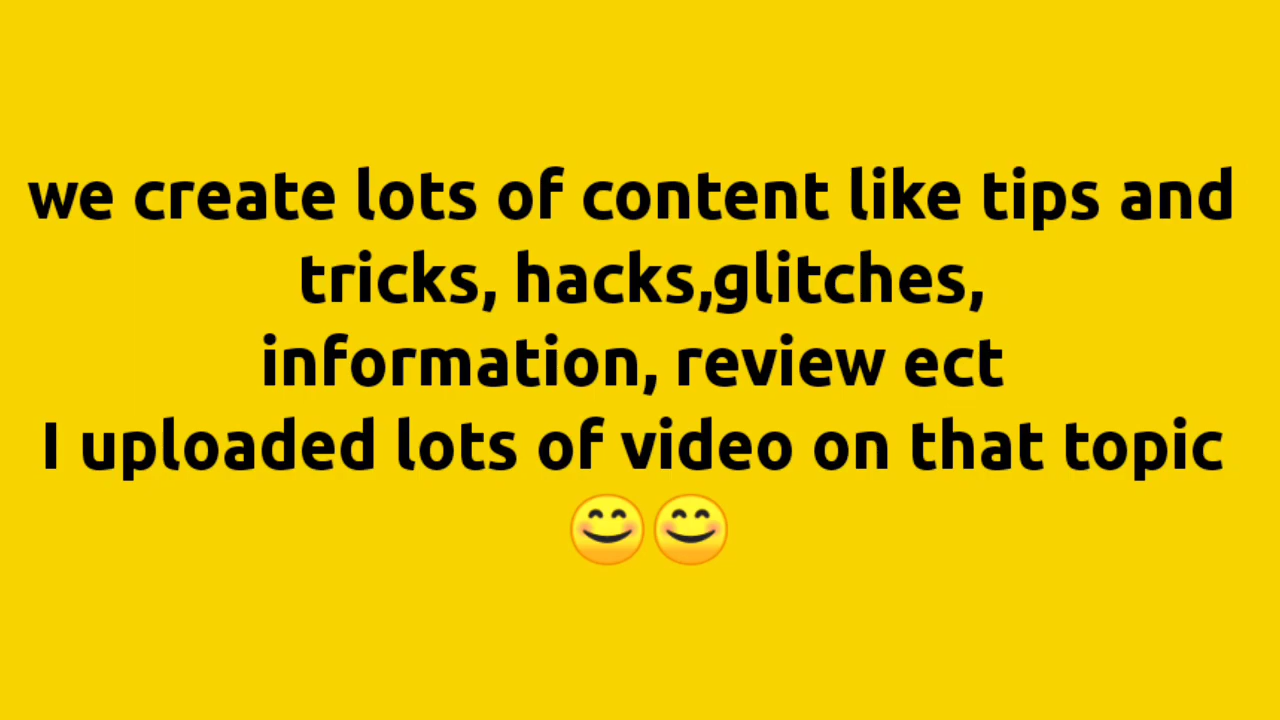 we create lots of content like tips and
tricks, hacks,glitches,
information, review ect
I uploaded lots of video on that topic
😊😊